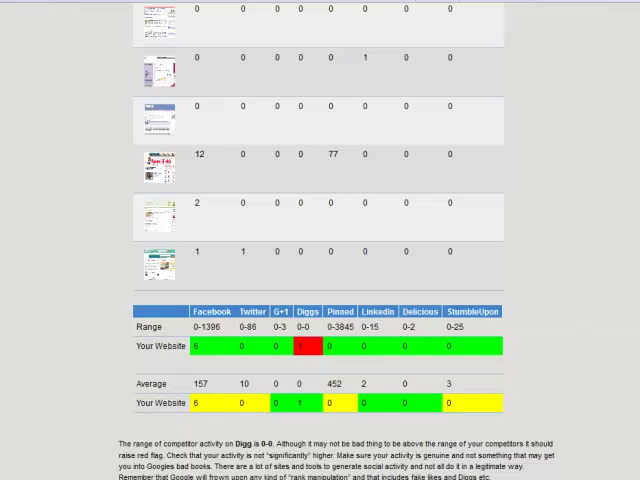 0 0 0 0 0 0 0 0
0 0 0 0 0 1 0 0
0 0 0 0 0 0 0 0
12 0 0 0 77 0 0 0
2 0 0 0 0 0 0 0
1 1 0 0 0 0 0 0
Facebook Twitter G+1 Diggs Pinned LinkedIn Delicious StumbleUpon
Range 0-1396 0-86 0-3 0-0 0-3845 0-15 0-2 0-25
Your Website 6 0 0 1 0 0 0 0
Average 157 10 0 0 452 2 0 3
Your Website 6 0 0 1 0 0 0 0
The range of competitor activity on Digg is 0-0. Although it may not be bad thing to be above the range of your competitors it should
raise red flag. Check that your activity is not "significantly" higher. Make sure your activity is genuine and not something that may get
you into Googles bad books. There are a lot of sites and tools to generate social activity and not all do it in a legitimate way.
Remember that Google will frown upon any kind of "rank manipulation" and that includes fake likes and Diggs etc.